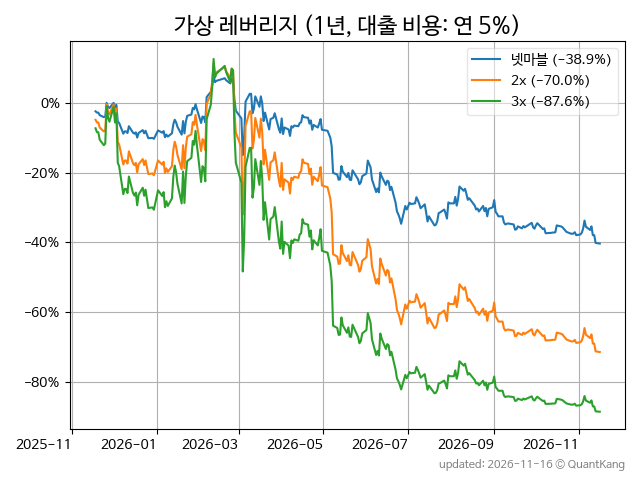 가상 레버리지 (1년, 대출 비용: 연 5%)
넷마블 (−38.9%)
2x (−70.0%)
3x (−87.6%)
0%
−20%
−40%
−60%
−80%
2025-11 2026-01 2026-03 2026-05 2026-07 2026-09 2026-11
updated: 2026-11-16 © QuantKang